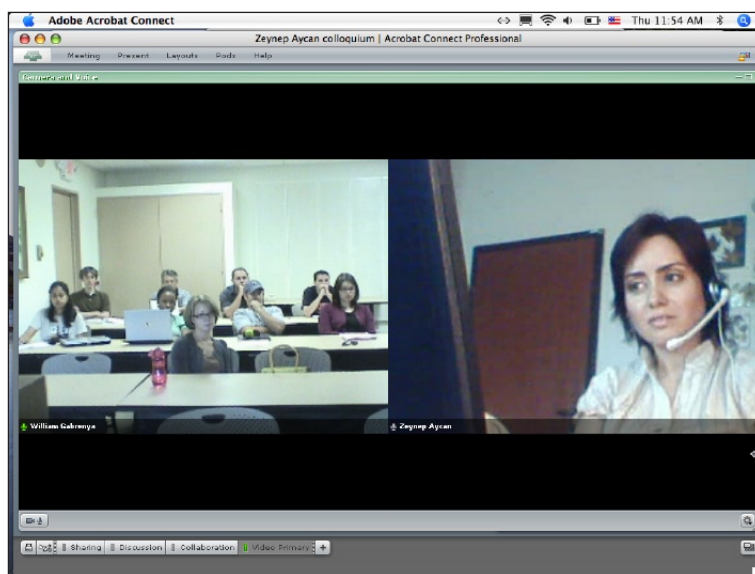 Adobe Acrobat Connect
Thu 11:54 AM
Zeynep Aycan colloquium | Acrobat Connect Professional
Meeting Present Layouts Pods Help
Camera and Voice
William Gabrenya
Zeynep Aycan
Sharing Discussion Collaboration Video Primary +